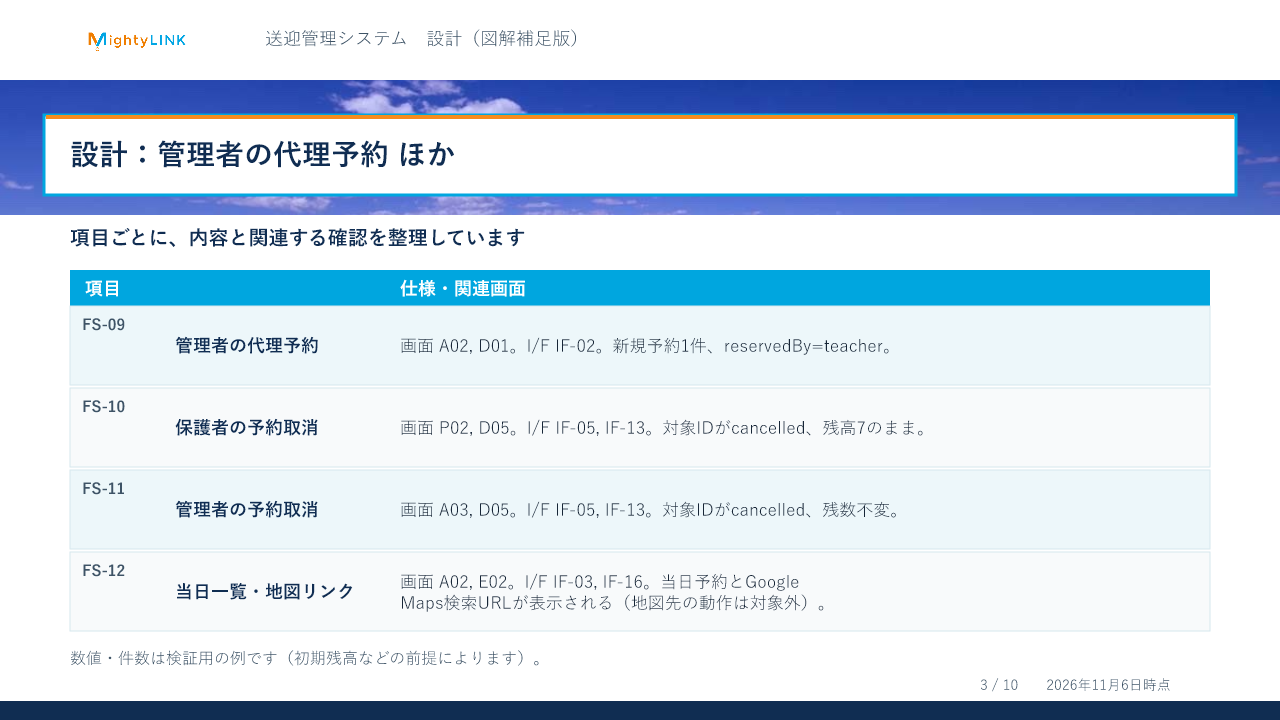 MightyLINK
送迎管理システム 設計（図解補足版）
設計：管理者の代理予約 ほか
項目ごとに、内容と関連する確認を整理しています
項目 仕様・関連画面
FS-09
管理者の代理予約 画面 A02, D01。I/F IF-02。新規予約1件、reservedBy=teacher。
FS-10
保護者の予約取消 画面 P02, D05。I/F IF-05, IF-13。対象IDがcancelled、残高7のまま。
FS-11
管理者の予約取消 画面 A03, D05。I/F IF-05, IF-13。対象IDがcancelled、残数不変。
FS-12
当日一覧・地図リンク 画面 A02, E02。I/F IF-03, IF-16。当日予約とGoogle
Maps検索URLが表示される（地図先の動作は対象外）。
数値・件数は検証用の例です（初期残高などの前提によります）。
3 / 10 2026年11月6日時点